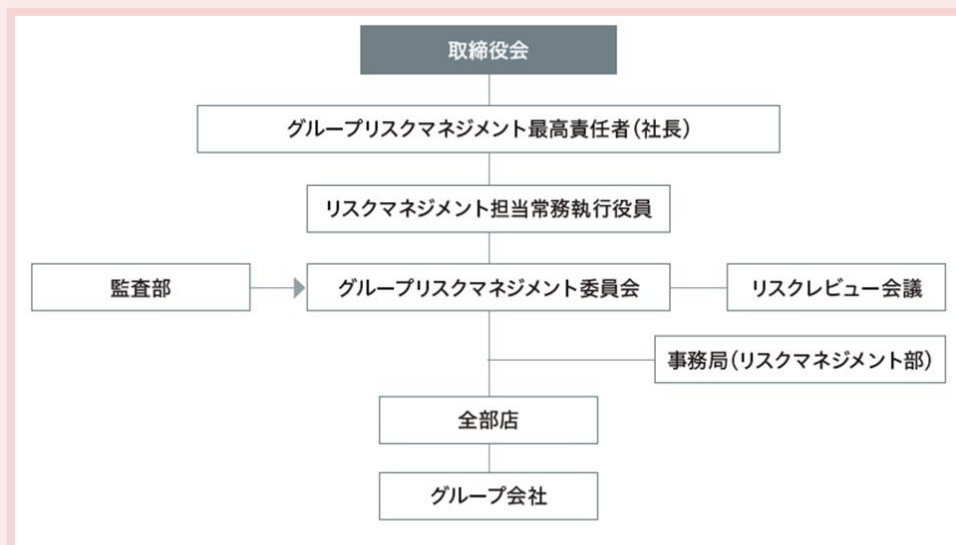 取締役会
グループリスクマネジメント最高責任者(社長)
リスクマネジメント担当常務執行役員
監査部
グループリスクマネジメント委員会
リスクレビュー会議
事務局(リスクマネジメント部)
全部店
グループ会社